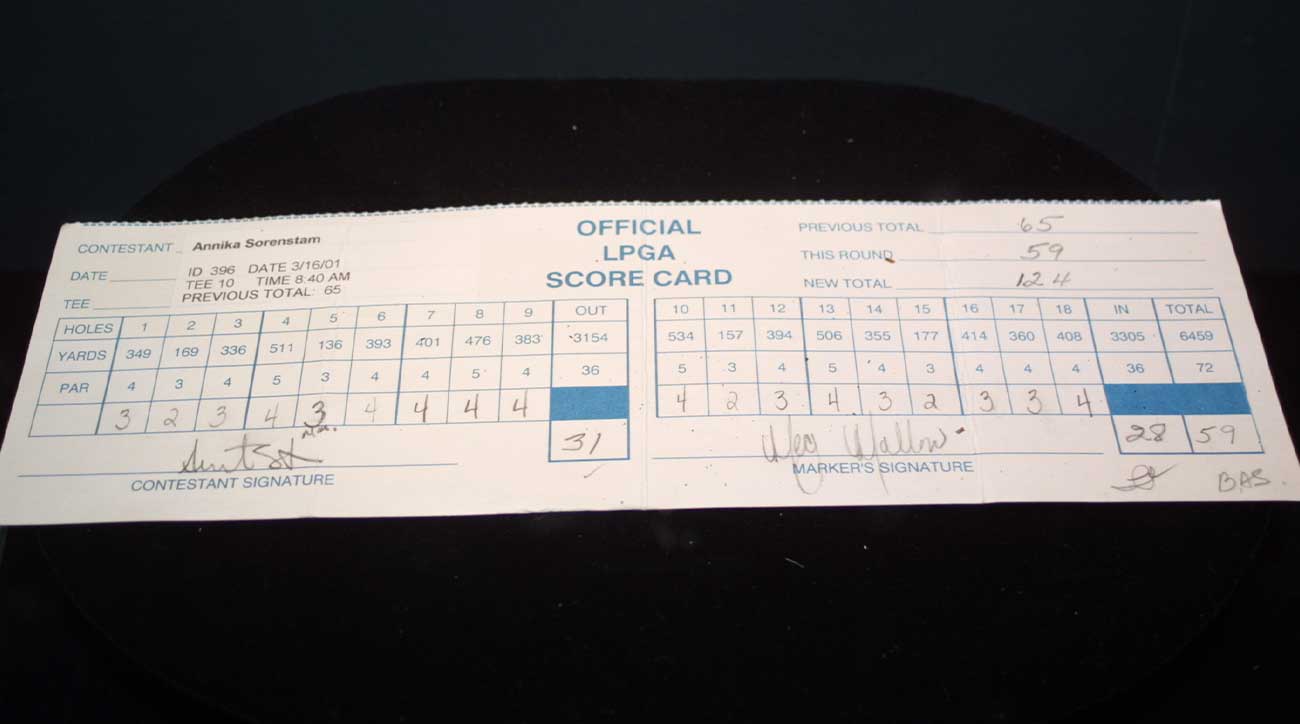 CONTESTANT Annika Sorenstam
DATE
ID 396 DATE 3/16/01
TEE 10 TIME 8:40 AM
TEE
PREVIOUS TOTAL: 65
OFFICIAL
LPGA
SCORE CARD
PREVIOUS TOTAL 65
THIS ROUND 59
NEW TOTAL 124
HOLES 1 2 3 4 5 6 7 8 9 OUT 10 11 12 13 14 15 16 17 18 IN TOTAL
YARDS 349 169 336 511 136 393 401 476 383 3154 534 157 394 506 355 177 414 360 408 3305 6459
PAR 4 3 4 5 3 4 4 5 4 36 5 3 4 5 4 3 4 4 4 36 72
3 2 3 4 3 4 4 4 4 4 2 3 4 3 2 3 3 4
31 28 59
Meg Mallon
CONTESTANT SIGNATURE
MARKER'S SIGNATURE
BAS